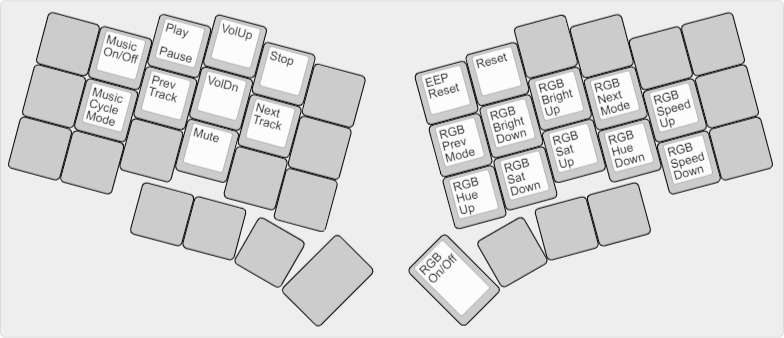 Music
On/Off
Play
Pause
VolUp
Stop
Music
Cycle
Mode
Prev
Track
VolDn
Next
Track
Mute
EEP
Reset
Reset
RGB
Prev
Mode
RGB
Bright
Down
RGB
Bright
Up
RGB
Next
Mode
RGB
Speed
Up
RGB
Hue
Up
RGB
Sat
Down
RGB
Sat
Up
RGB
Hue
Down
RGB
Speed
Down
RGB
On/Off